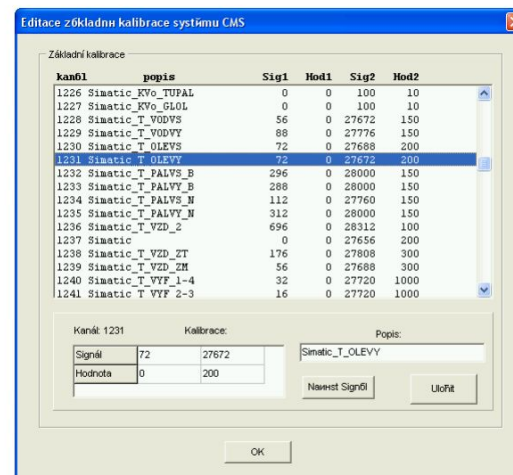 Editace zбkladnн kalibrace systйmu CMS
Základní kalibrace
kanбl popis Sig1 Hod1 Sig2 Hod2
1226 Simatic_KVo_TUPAL 0 0 100 10
1227 Simatic_KVo_GLOL 0 0 100 10
1228 Simatic_T_VODVS 56 0 27672 150
1229 Simatic_T_VODVY 88 0 27776 150
1230 Simatic_T_OLEVS 72 0 27688 200
1231 Simatic_T_OLEVY 72 0 27672 200
1232 Simatic_T_PALVS_B 296 0 28000 150
1233 Simatic_T_PALVY_B 288 0 28000 150
1234 Simatic_T_PALVS_N 112 0 27760 150
1235 Simatic_T_PALVY_N 312 0 28000 150
1236 Simatic_T_VZD_2 696 0 28312 100
1237 Simatic 0 0 27656 200
1238 Simatic_T_VZD_ZT 176 0 27808 300
1239 Simatic_T_VZD_ZM 56 0 27688 300
1240 Simatic_T_VYF_1-4 32 0 27720 1000
1241 Simatic_T_VYF_2-3 16 0 27720 1000
Kanál: 1231 Kalibrace: Popis:
Signál 72 27672 Simatic_T_OLEVY
Hodnota 0 200
Naинst Signбl Uloћit
OK